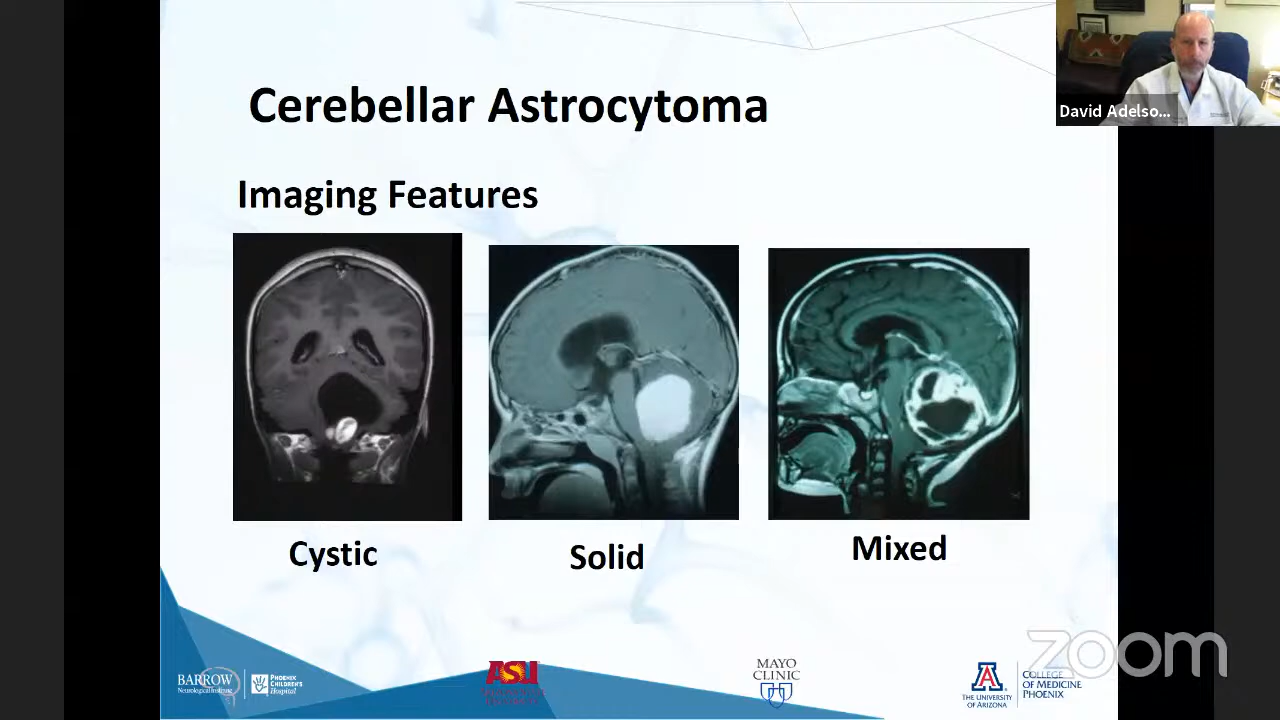 David Adelso...
Cerebellar Astrocytoma
Imaging Features
Cystic
Solid
Mixed
BARROW
Neurological Institute
PHOENIX
CHILDREN'S
Hospital
ASU
MAYO
CLINIC
A
THE UNIVERSITY
OF ARIZONA
COLLEGE
OF MEDICINE
PHOENIX
zoom